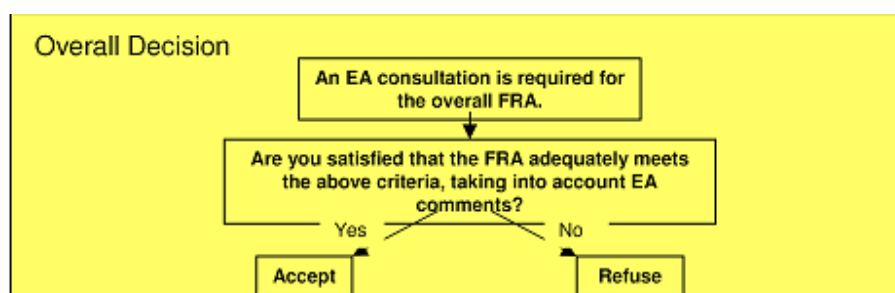 Overall Decision
An EA consultation is required for
the overall FRA.
Are you satisfied that the FRA adequately meets
the above criteria, taking into account EA
comments?
Yes
No
Accept
Refuse